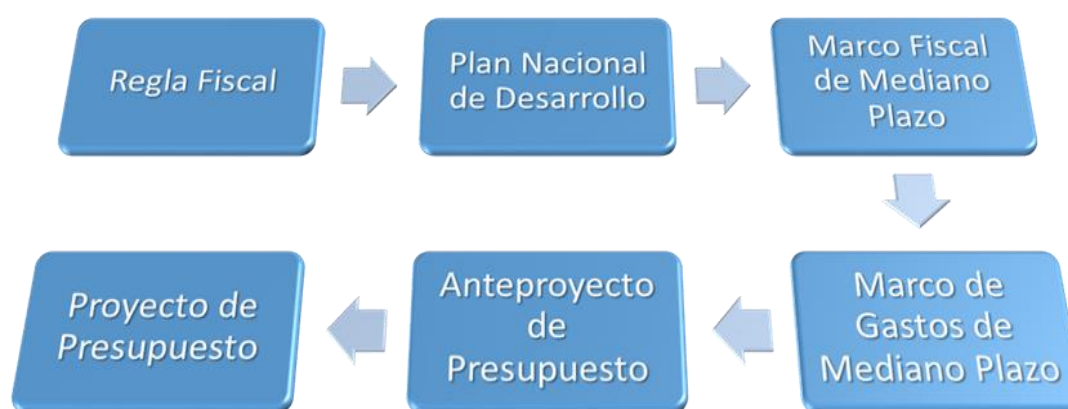 Regla Fiscal
Plan Nacional
de Desarrollo
Marco Fiscal
de Mediano
Plazo
Marco de
Gastos de
Mediano Plazo
Anteproyecto
de
Presupuesto
Proyecto de
Presupuesto